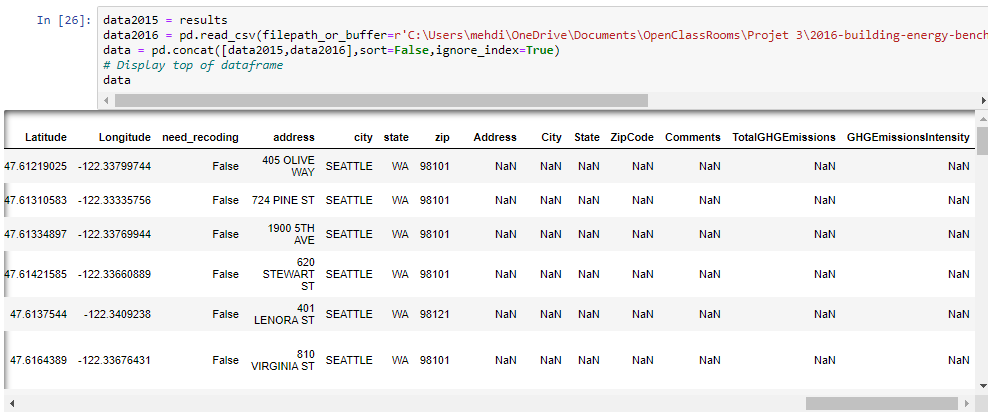 In [26]:
data2015 = results
data2016 = pd.read_csv(filepath_or_buffer=r'C:\Users\mehdi\OneDrive\Documents\OpenClassRooms\Projet 3\2016-building-energy-bench
data = pd.concat([data2015,data2016],sort=False,ignore_index=True)
# Display top of dataframe
data
Latitude Longitude need_recoding address city state zip Address City State ZipCode Comments TotalGHGEmissions GHGEmissionsIntensity
47.61219025 -122.33799744 False 405 OLIVE WAY SEATTLE WA 98101 NaN NaN NaN NaN NaN NaN NaN
47.61310583 -122.33335756 False 724 PINE ST SEATTLE WA 98101 NaN NaN NaN NaN NaN NaN NaN
47.61334897 -122.33769944 False 1900 5TH AVE SEATTLE WA 98101 NaN NaN NaN NaN NaN NaN NaN
47.61421585 -122.33660889 False 620 STEWART ST SEATTLE WA 98101 NaN NaN NaN NaN NaN NaN NaN
47.6137544 -122.3409238 False 401 LENORA ST SEATTLE WA 98121 NaN NaN NaN NaN NaN NaN NaN
47.6164389 -122.33676431 False 810 VIRGINIA ST SEATTLE WA 98101 NaN NaN NaN NaN NaN NaN NaN